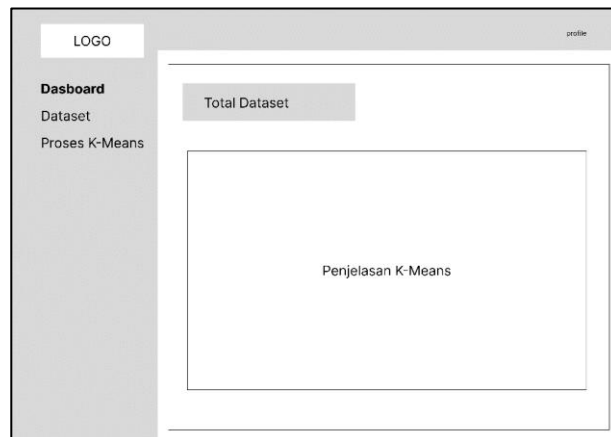 LOGO
profile
Dasboard
Dataset
Proses K-Means
Total Dataset
Penjelasan K-Means